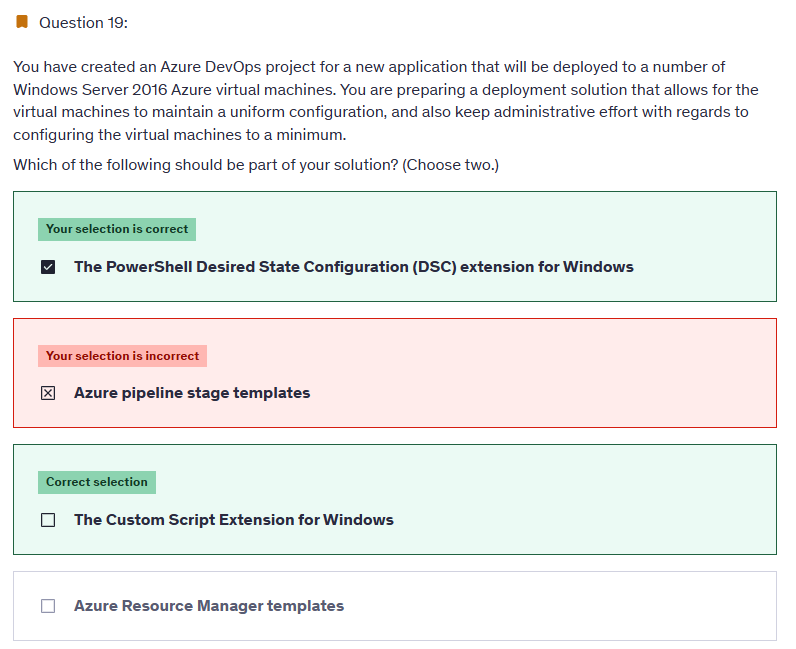 Question 19:
You have created an Azure DevOps project for a new application that will be deployed to a number of
Windows Server 2016 Azure virtual machines. You are preparing a deployment solution that allows for the
virtual machines to maintain a uniform configuration, and also keep administrative effort with regards to
configuring the virtual machines to a minimum.
Which of the following should be part of your solution? (Choose two.)
Your selection is correct
The PowerShell Desired State Configuration (DSC) extension for Windows
Your selection is incorrect
Azure pipeline stage templates
Correct selection
The Custom Script Extension for Windows
Azure Resource Manager templates